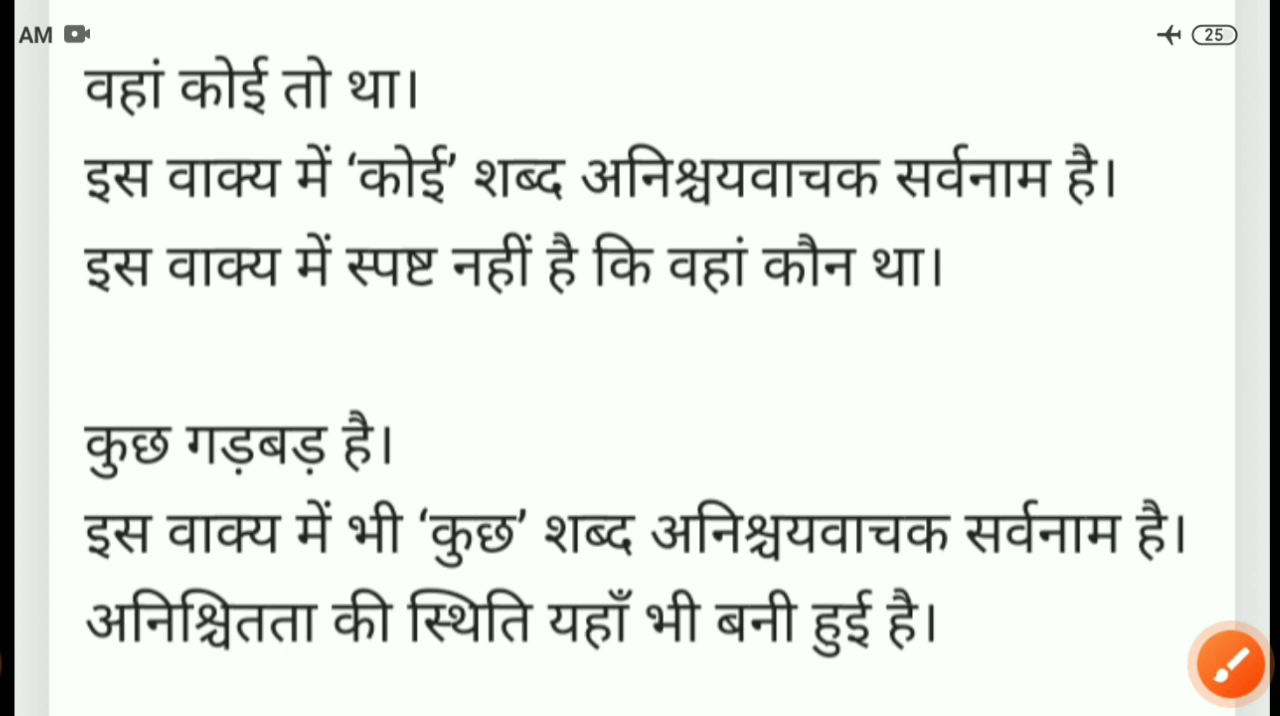 AM
25
वहां कोई तो था।
इस वाक्य में ‘कोई’ शब्द अनिश्चयवाचक सर्वनाम है।
इस वाक्य में स्पष्ट नहीं है कि वहां कौन था।
कुछ गड़बड़ है।
इस वाक्य में भी ‘कुछ’ शब्द अनिश्चयवाचक सर्वनाम है।
अनिश्चितता की स्थिति यहाँ भी बनी हुई है।